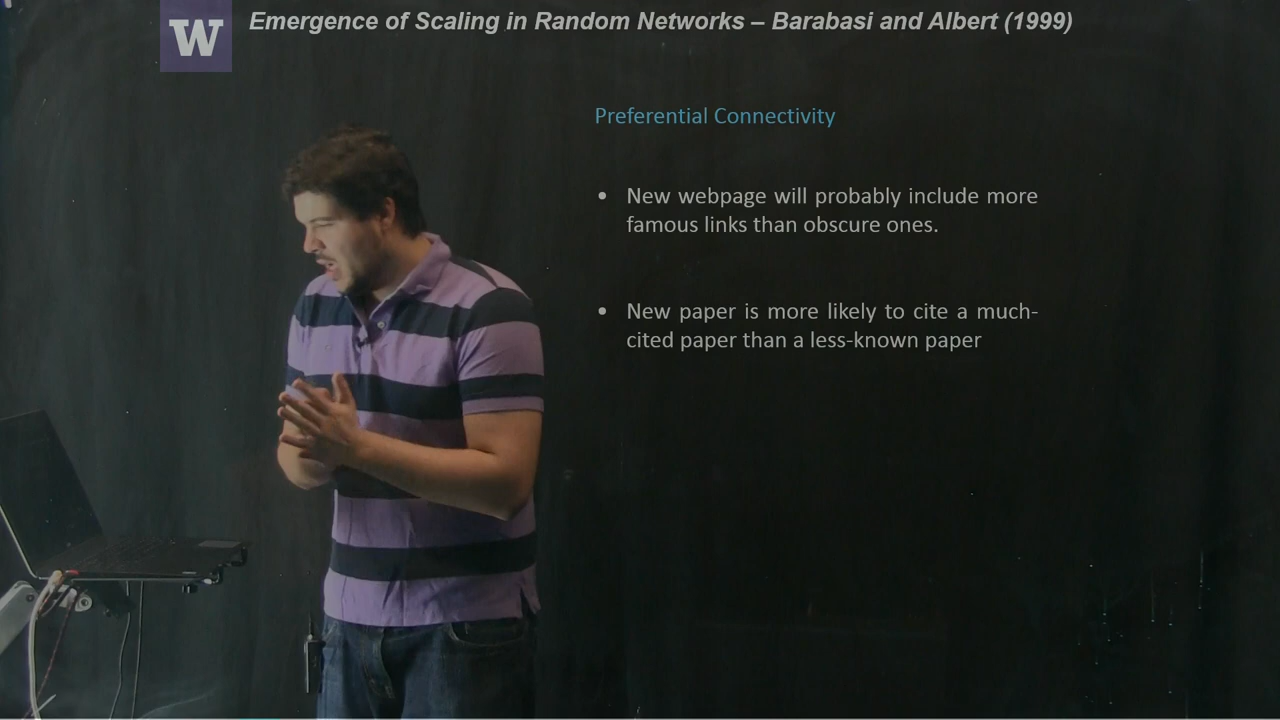 W
Emergence of Scaling in Random Networks – Barabasi and Albert (1999)
Preferential Connectivity
• New webpage will probably include more
famous links than obscure ones.
• New paper is more likely to cite a much-
cited paper than a less-known paper